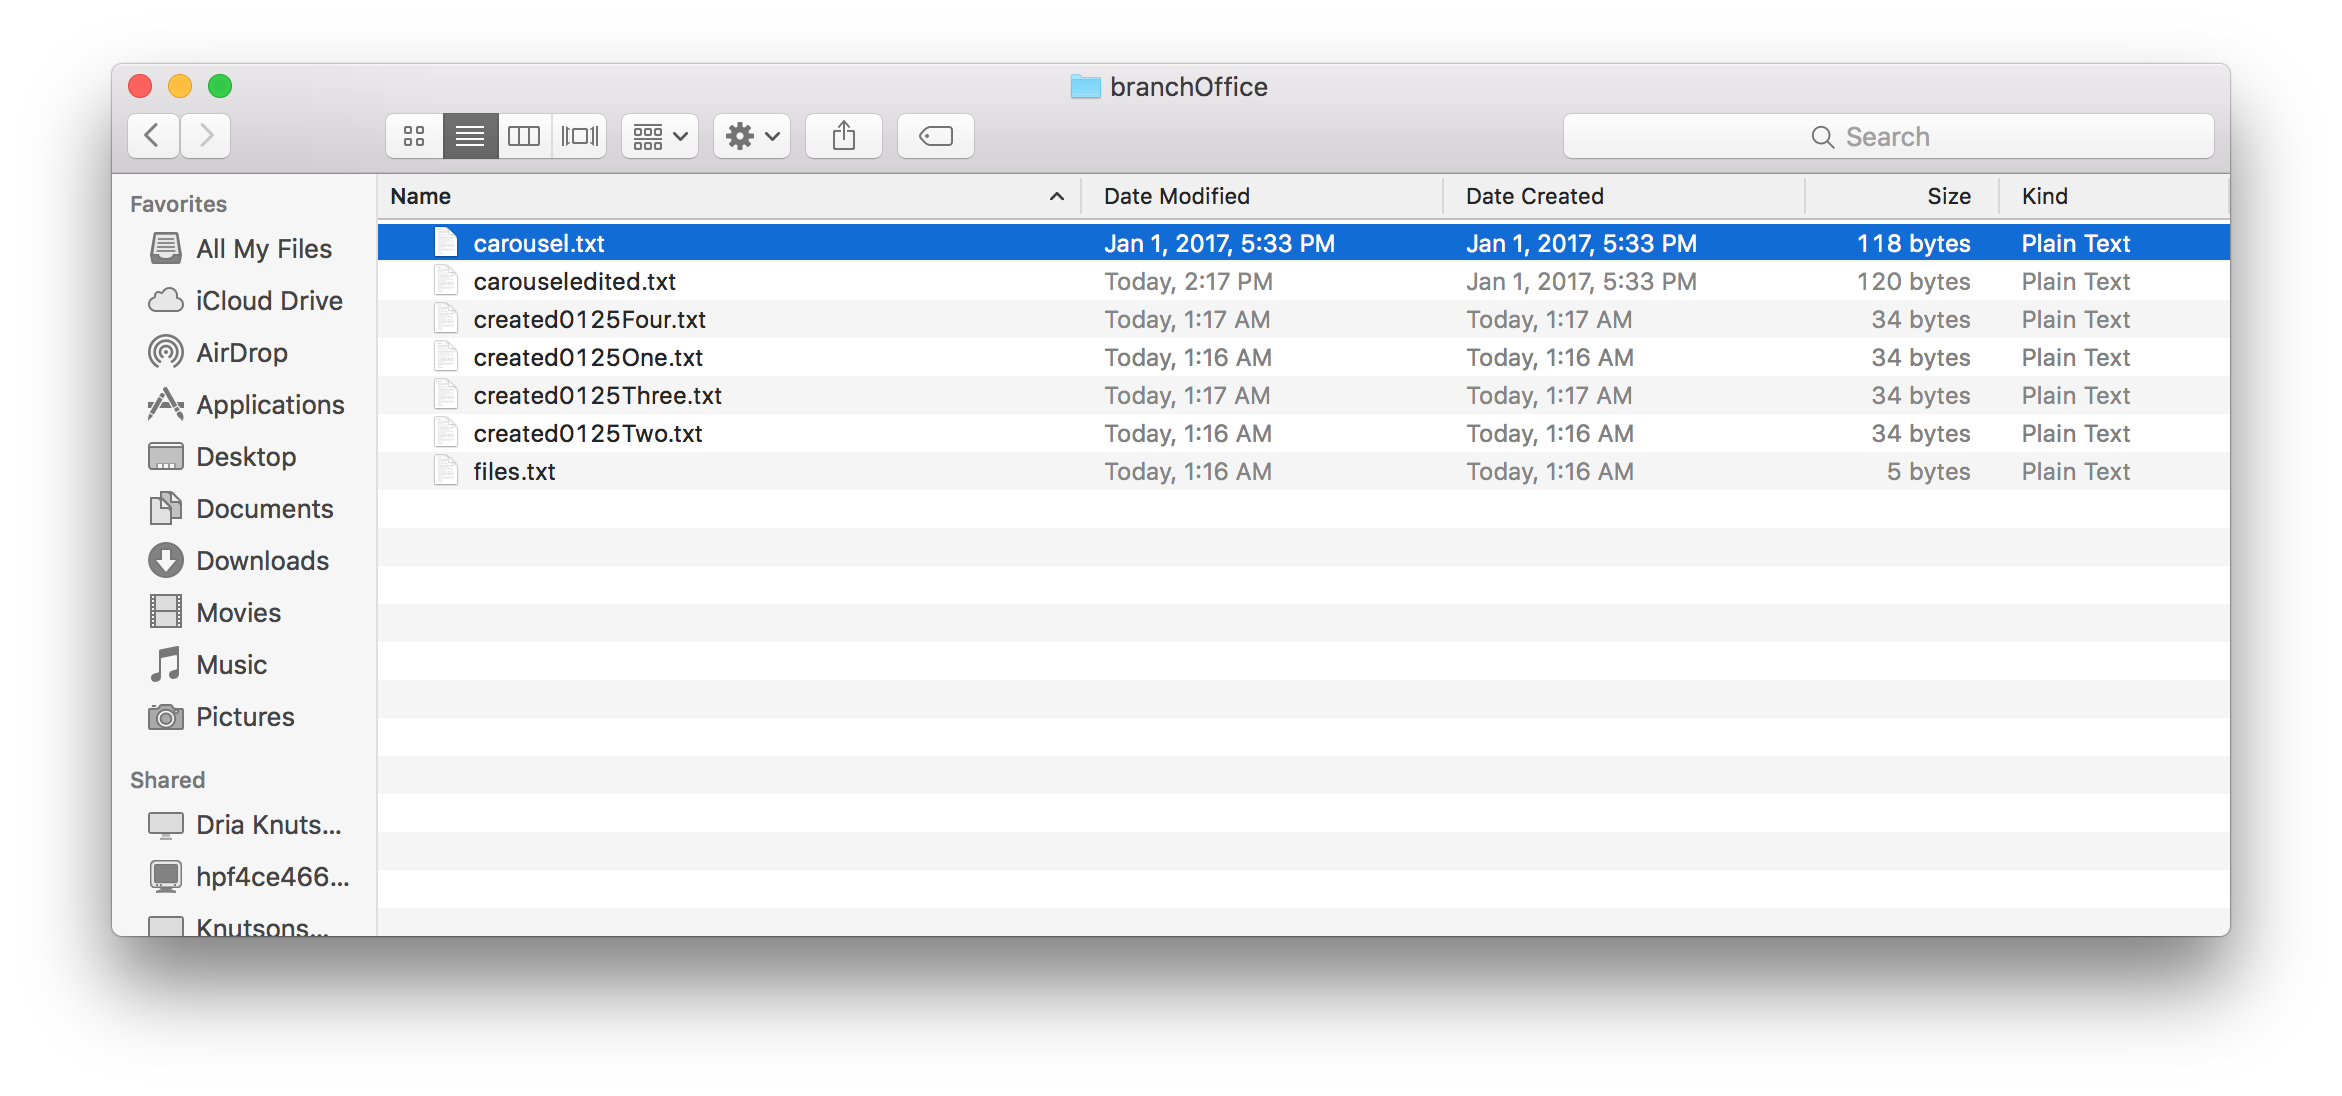 branchOffice
Search
Favorites
All My Files
iCloud Drive
AirDrop
Applications
Desktop
Documents
Downloads
Movies
Music
Pictures
Shared
Dria Knuts...
hpf4ce466...
Knutsons...
Name Date Modified Date Created Size Kind
carousel.txt Jan 1, 2017, 5:33 PM Jan 1, 2017, 5:33 PM 118 bytes Plain Text
carouseledited.txt Today, 2:17 PM Jan 1, 2017, 5:33 PM 120 bytes Plain Text
created0125Four.txt Today, 1:17 AM Today, 1:17 AM 34 bytes Plain Text
created0125One.txt Today, 1:16 AM Today, 1:16 AM 34 bytes Plain Text
created0125Three.txt Today, 1:17 AM Today, 1:17 AM 34 bytes Plain Text
created0125Two.txt Today, 1:16 AM Today, 1:16 AM 34 bytes Plain Text
files.txt Today, 1:16 AM Today, 1:16 AM 5 bytes Plain Text